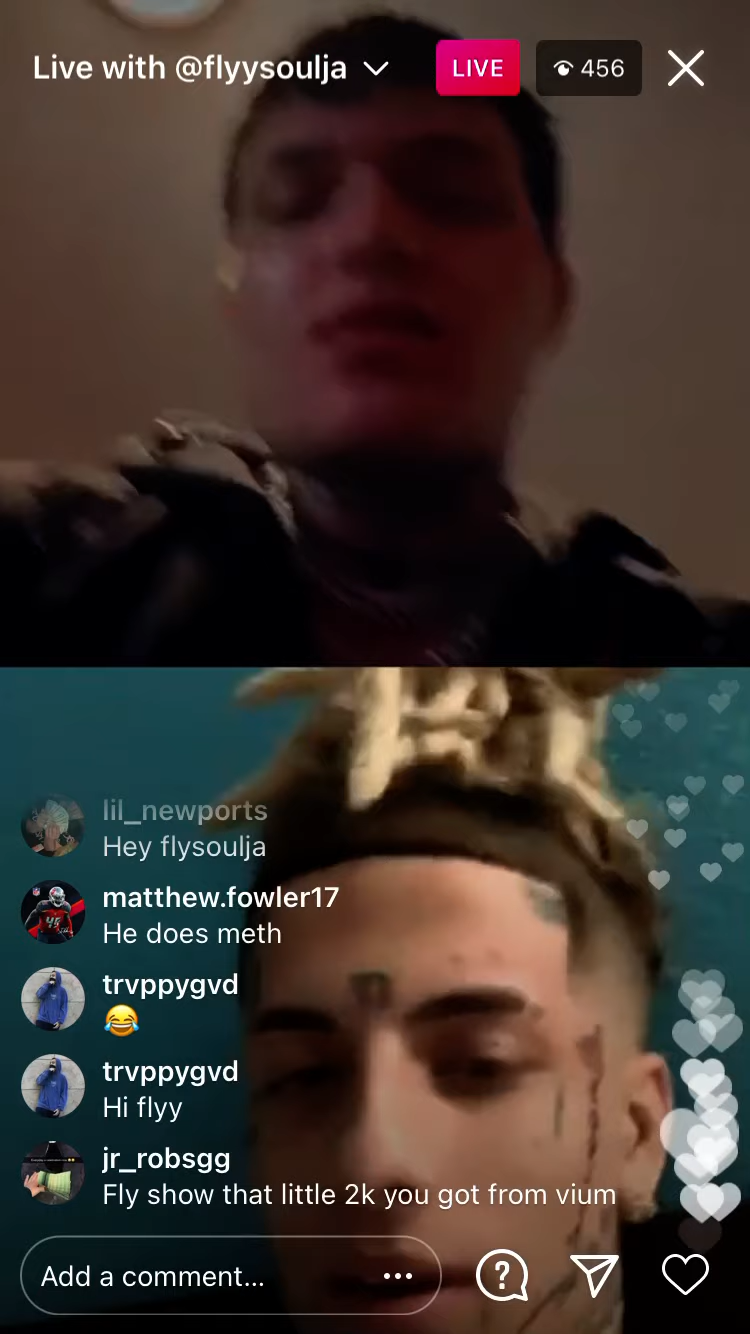 Live with @flyysoulja
LIVE
456
lil_newports
Hey flysoulja
matthew.fowler17
He does meth
trvppygvd
😂
trvppygvd
Hi flyy
jr_robsgg
Fly show that little 2k you got from vium
Add a comment...